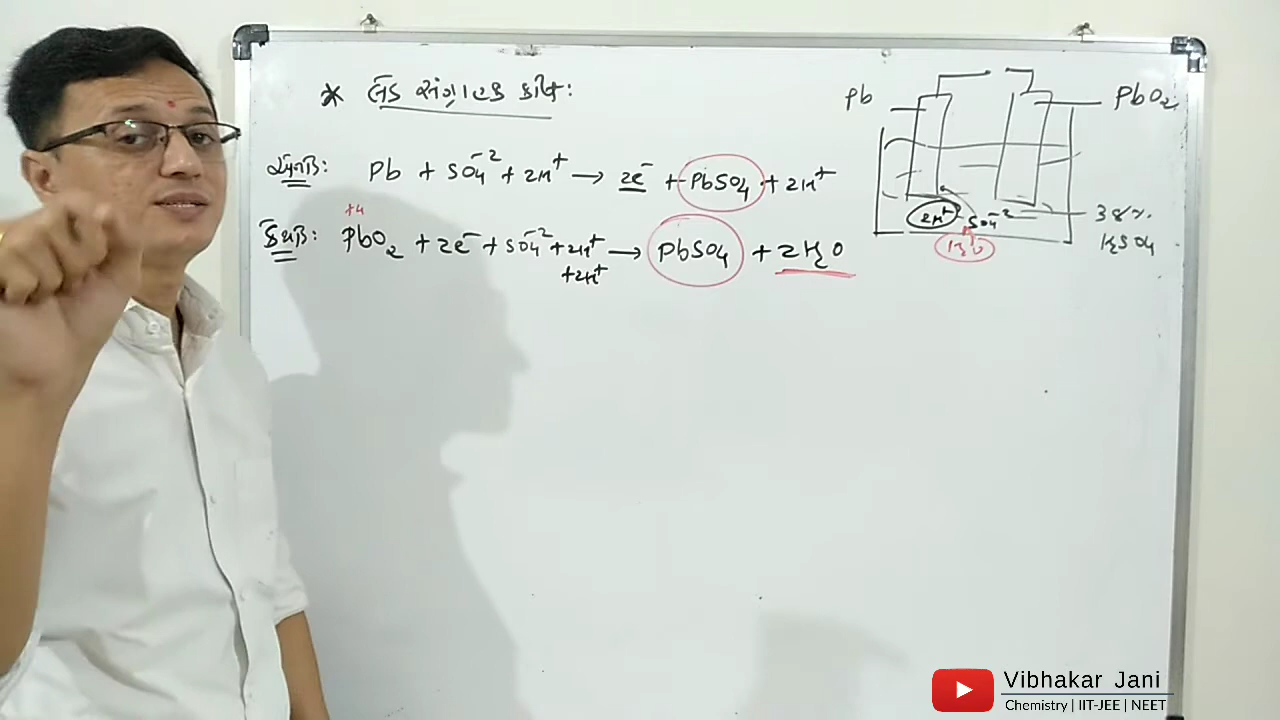 * લેડ સંગ્રાહક કોષ:
Pb
PbO₂
એનોડ: Pb + SO₄⁻² + 2H⁺ → 2e⁻ + PbSO₄ + 2H⁺
+4
કેથોડ: PbO₂ + 2e⁻ + SO₄⁻² + 2H⁺ → PbSO₄ + 2H₂O
+2H⁺
2H⁺ SO₄⁻²
H₂O
38%
H₂SO₄
Vibhakar Jani
Chemistry | IIT-JEE | NEET